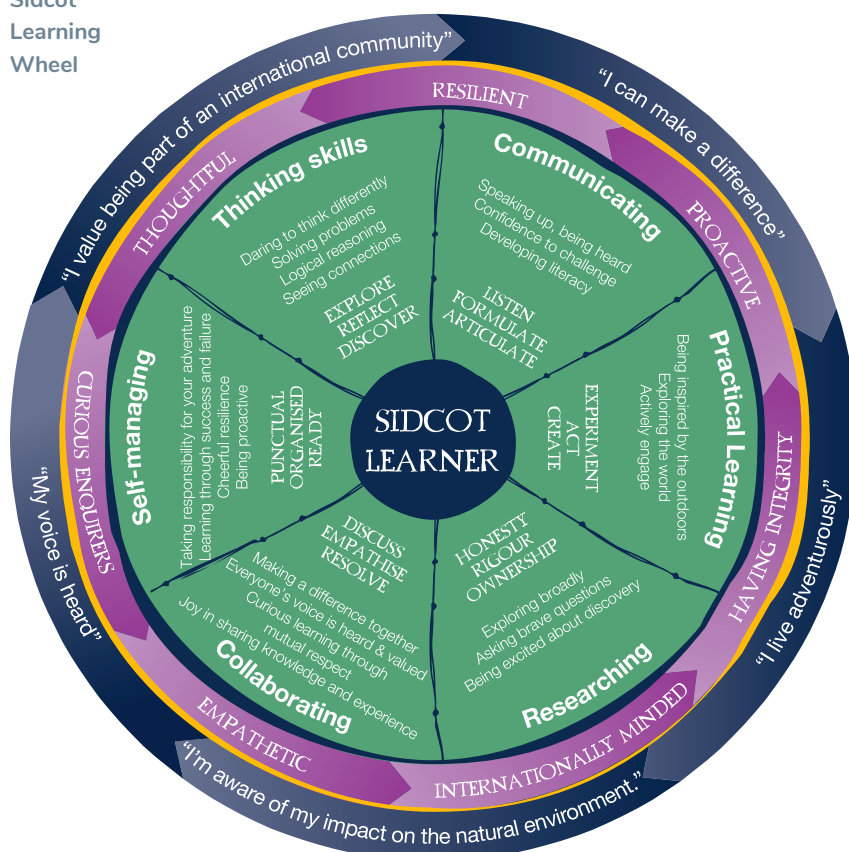 Sidcot
Learning
Wheel
“I value being part of an international community”
“I can make a difference”
“I live adventurously”
“I’m aware of my impact on the natural environment.”
“My voice is heard”
RESILIENT
PROACTIVE
HAVING INTEGRITY
INTERNATIONALLY MINDED
EMPATHETIC
CURIOUS ENQUIRERS
THOUGHTFUL
Thinking skills
Daring to think differently
Solving problems
Logical reasoning
Seeing connections
EXPLORE
REFLECT
DISCOVER
Communicating
Speaking up, being heard
Confidence to challenge
Developing literacy
LISTEN
FORMULATE
ARTICULATE
Practical Learning
Being inspired by the outdoors
Exploring the world
Actively engage
EXPERIMENT
ACT
CREATE
HONESTY
RIGOUR
OWNERSHIP
Exploring broadly
Asking brave questions
Being excited about discovery
Researching
DISCUSS
EMPATHISE
RESOLVE
Making a difference together
Everyone’s voice is heard & valued
Curious learning through
mutual respect
Joy in sharing knowledge and experience
Collaborating
Self-managing
Taking responsibility for your adventure
Learning through success and failure
Cheerful resilience
Being proactive
PUNCTUAL
ORGANISED
READY
SIDCOT
LEARNER